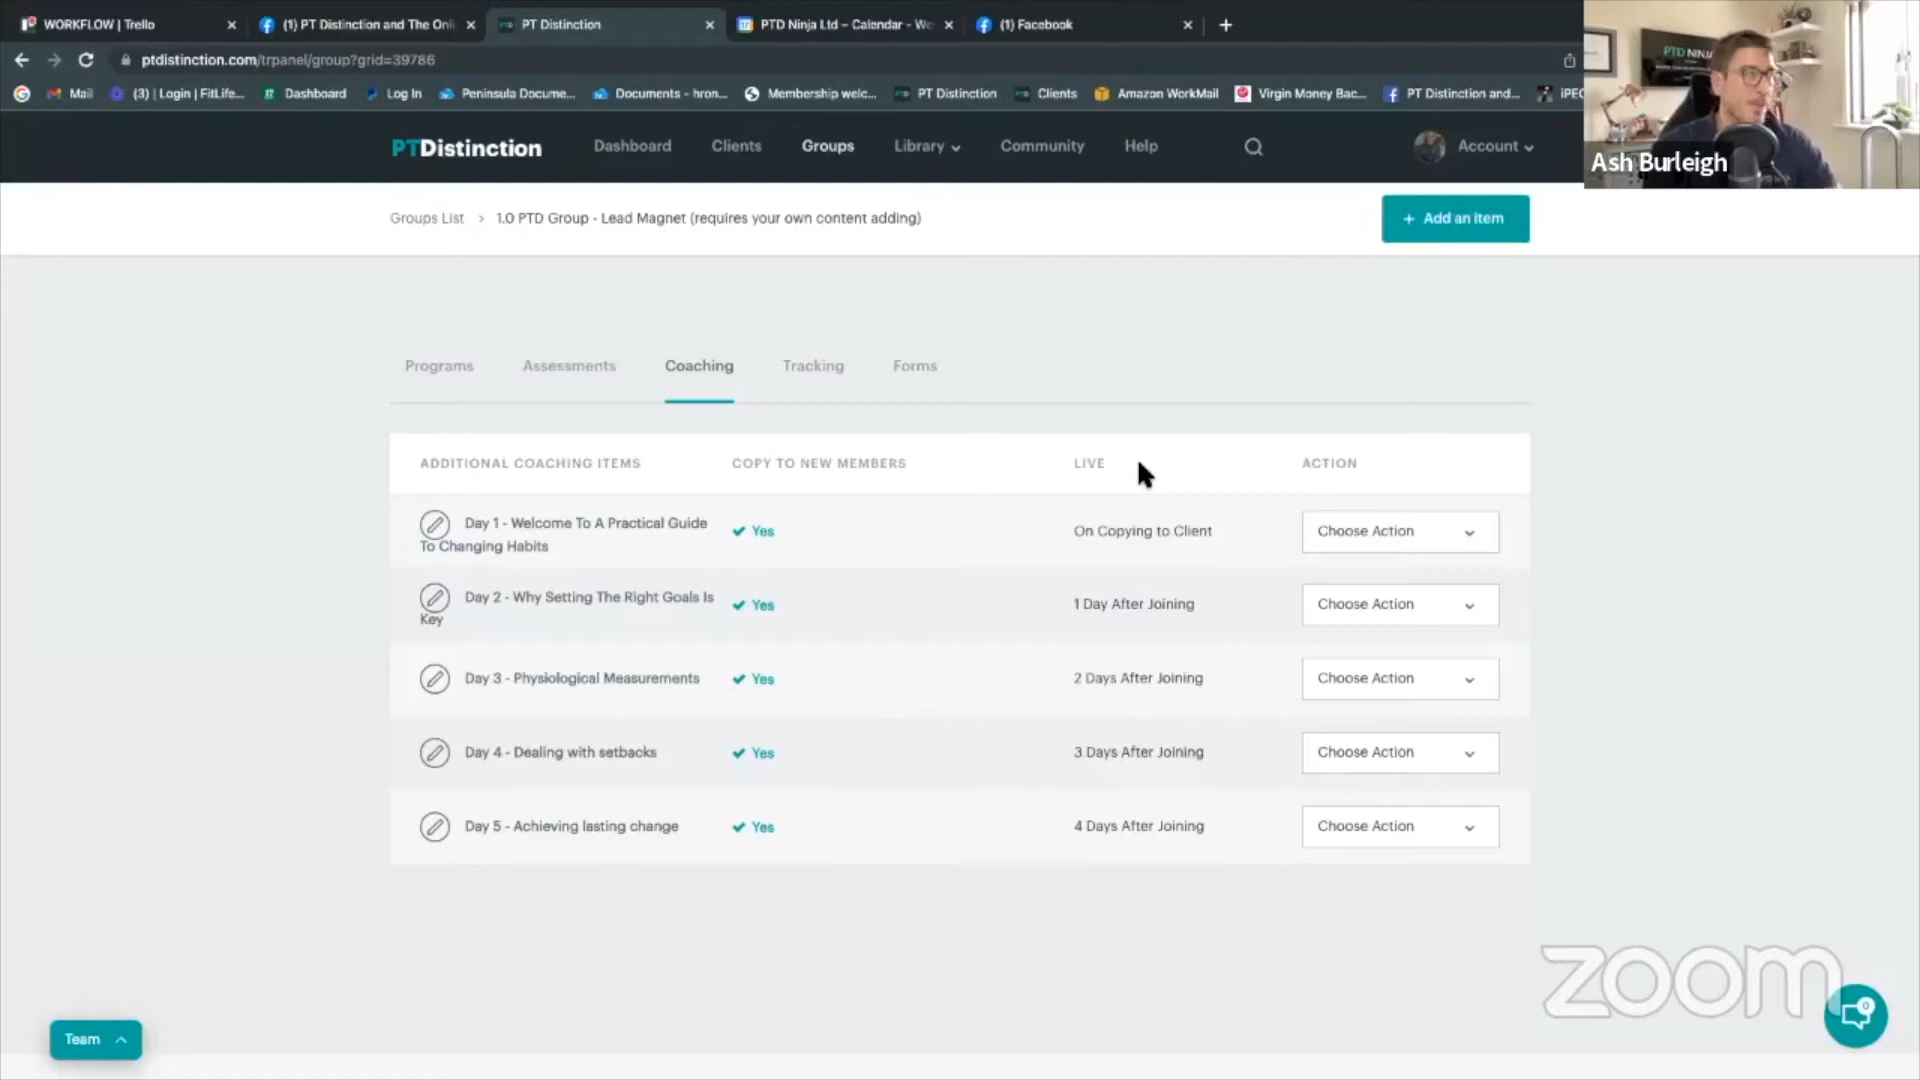 WORKFLOW | Trello
(1) PT Distinction and The Onli
PT Distinction
PTD Ninja Ltd – Calendar - We
(1) Facebook
ptdistinction.com/trpanel/group?grid=39786
Mail
(3) | Login | FitLife...
Dashboard
Log In
Peninsula Docume...
Documents - hron...
Membership welc...
PT Distinction
Clients
Amazon WorkMail
Virgin Money Bac...
PT Distinction and...
iPEC
PTD NINJA
Ash Burleigh
PTDistinction
Dashboard
Clients
Groups
Library
Community
Help
Account
Groups List > 1.0 PTD Group - Lead Magnet (requires your own content adding)
+ Add an item
Programs
Assessments
Coaching
Tracking
Forms
ADDITIONAL COACHING ITEMS
COPY TO NEW MEMBERS
LIVE
ACTION
Day 1 - Welcome To A Practical Guide
To Changing Habits
Yes
On Copying to Client
Choose Action
Day 2 - Why Setting The Right Goals Is
Key
Yes
1 Day After Joining
Choose Action
Day 3 - Physiological Measurements
Yes
2 Days After Joining
Choose Action
Day 4 - Dealing with setbacks
Yes
3 Days After Joining
Choose Action
Day 5 - Achieving lasting change
Yes
4 Days After Joining
Choose Action
zoom
0
Team